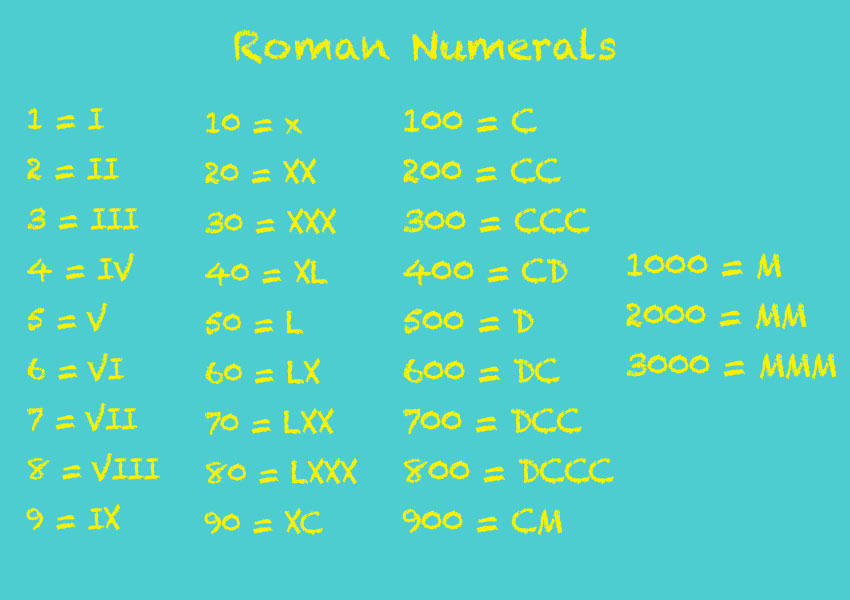 Roman Numerals
1 = I
2 = II
3 = III
4 = IV
5 = V
6 = VI
7 = VII
8 = VIII
9 = IX
10 = x
20 = XX
30 = XXX
40 = XL
50 = L
60 = LX
70 = LXX
80 = LXXX
90 = XC
100 = C
200 = CC
300 = CCC
400 = CD
500 = D
600 = DC
700 = DCC
800 = DCCC
900 = CM
1000 = M
2000 = MM
3000 = MMM